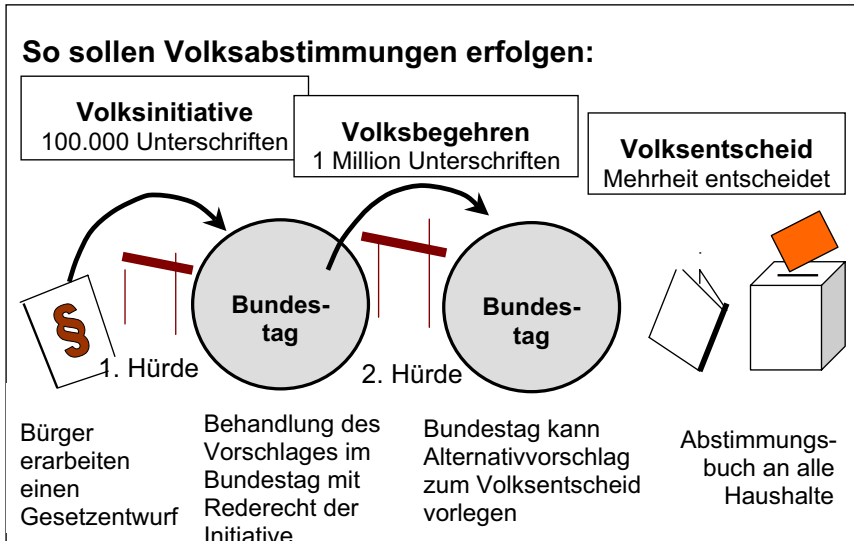 So sollen Volksabstimmungen erfolgen:
Volksinitiative
100.000 Unterschriften
Volksbegehren
1 Million Unterschriften
Volksentscheid
Mehrheit entscheidet
§
Bundes-
tag
Bundes-
tag
1. Hürde
2. Hürde
Bürger
erarbeiten
einen
Gesetzentwurf
Behandlung des
Vorschlages im
Bundestag mit
Rederecht der
Initiative
Bundestag kann
Alternativvorschlag
zum Volksentscheid
vorlegen
Abstimmungs-
buch an alle
Haushalte